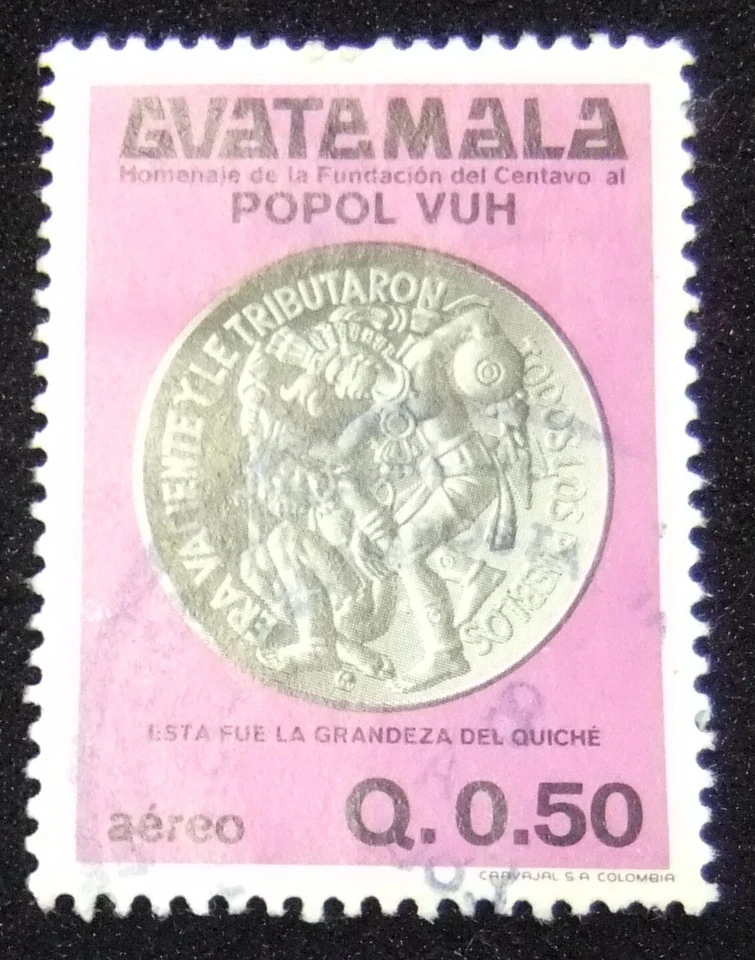 GUATEMALA
Homenaje de la Fundación del Centavo al
POPOL VUH
ERA VALIENTE Y LE TRIBUTARON
TODOS LOS PUEBLOS
ESTA FUE LA GRANDEZA DEL QUICHÉ
aéreo
Q. 0.50
CARVAJAL S A COLOMBIA